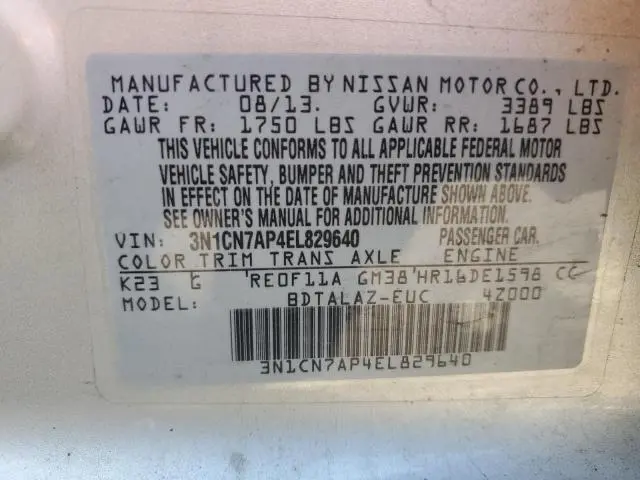 MANUFACTURED BY NISSAN MOTOR CO., LTD.
DATE: 08/13. GVWR: 3389 LBS
GAWR FR: 1750 LBS GAWR RR: 1687 LBS
THIS VEHICLE CONFORMS TO ALL APPLICABLE FEDERAL MOTOR
VEHICLE SAFETY, BUMPER AND THEFT PREVENTION STANDARDS
IN EFFECT ON THE DATE OF MANUFACTURE SHOWN ABOVE.
SEE OWNER'S MANUAL FOR ADDITIONAL INFORMATION.
VIN: 3N1CN7AP4EL829640 PASSENGER CAR.
COLOR TRIM TRANS AXLE ENGINE
K23 G RE0F11A GM38 HR16DE1598 CC
MODEL: BDTALAZ-EUC 4Z000
3N1CN7AP4EL829640